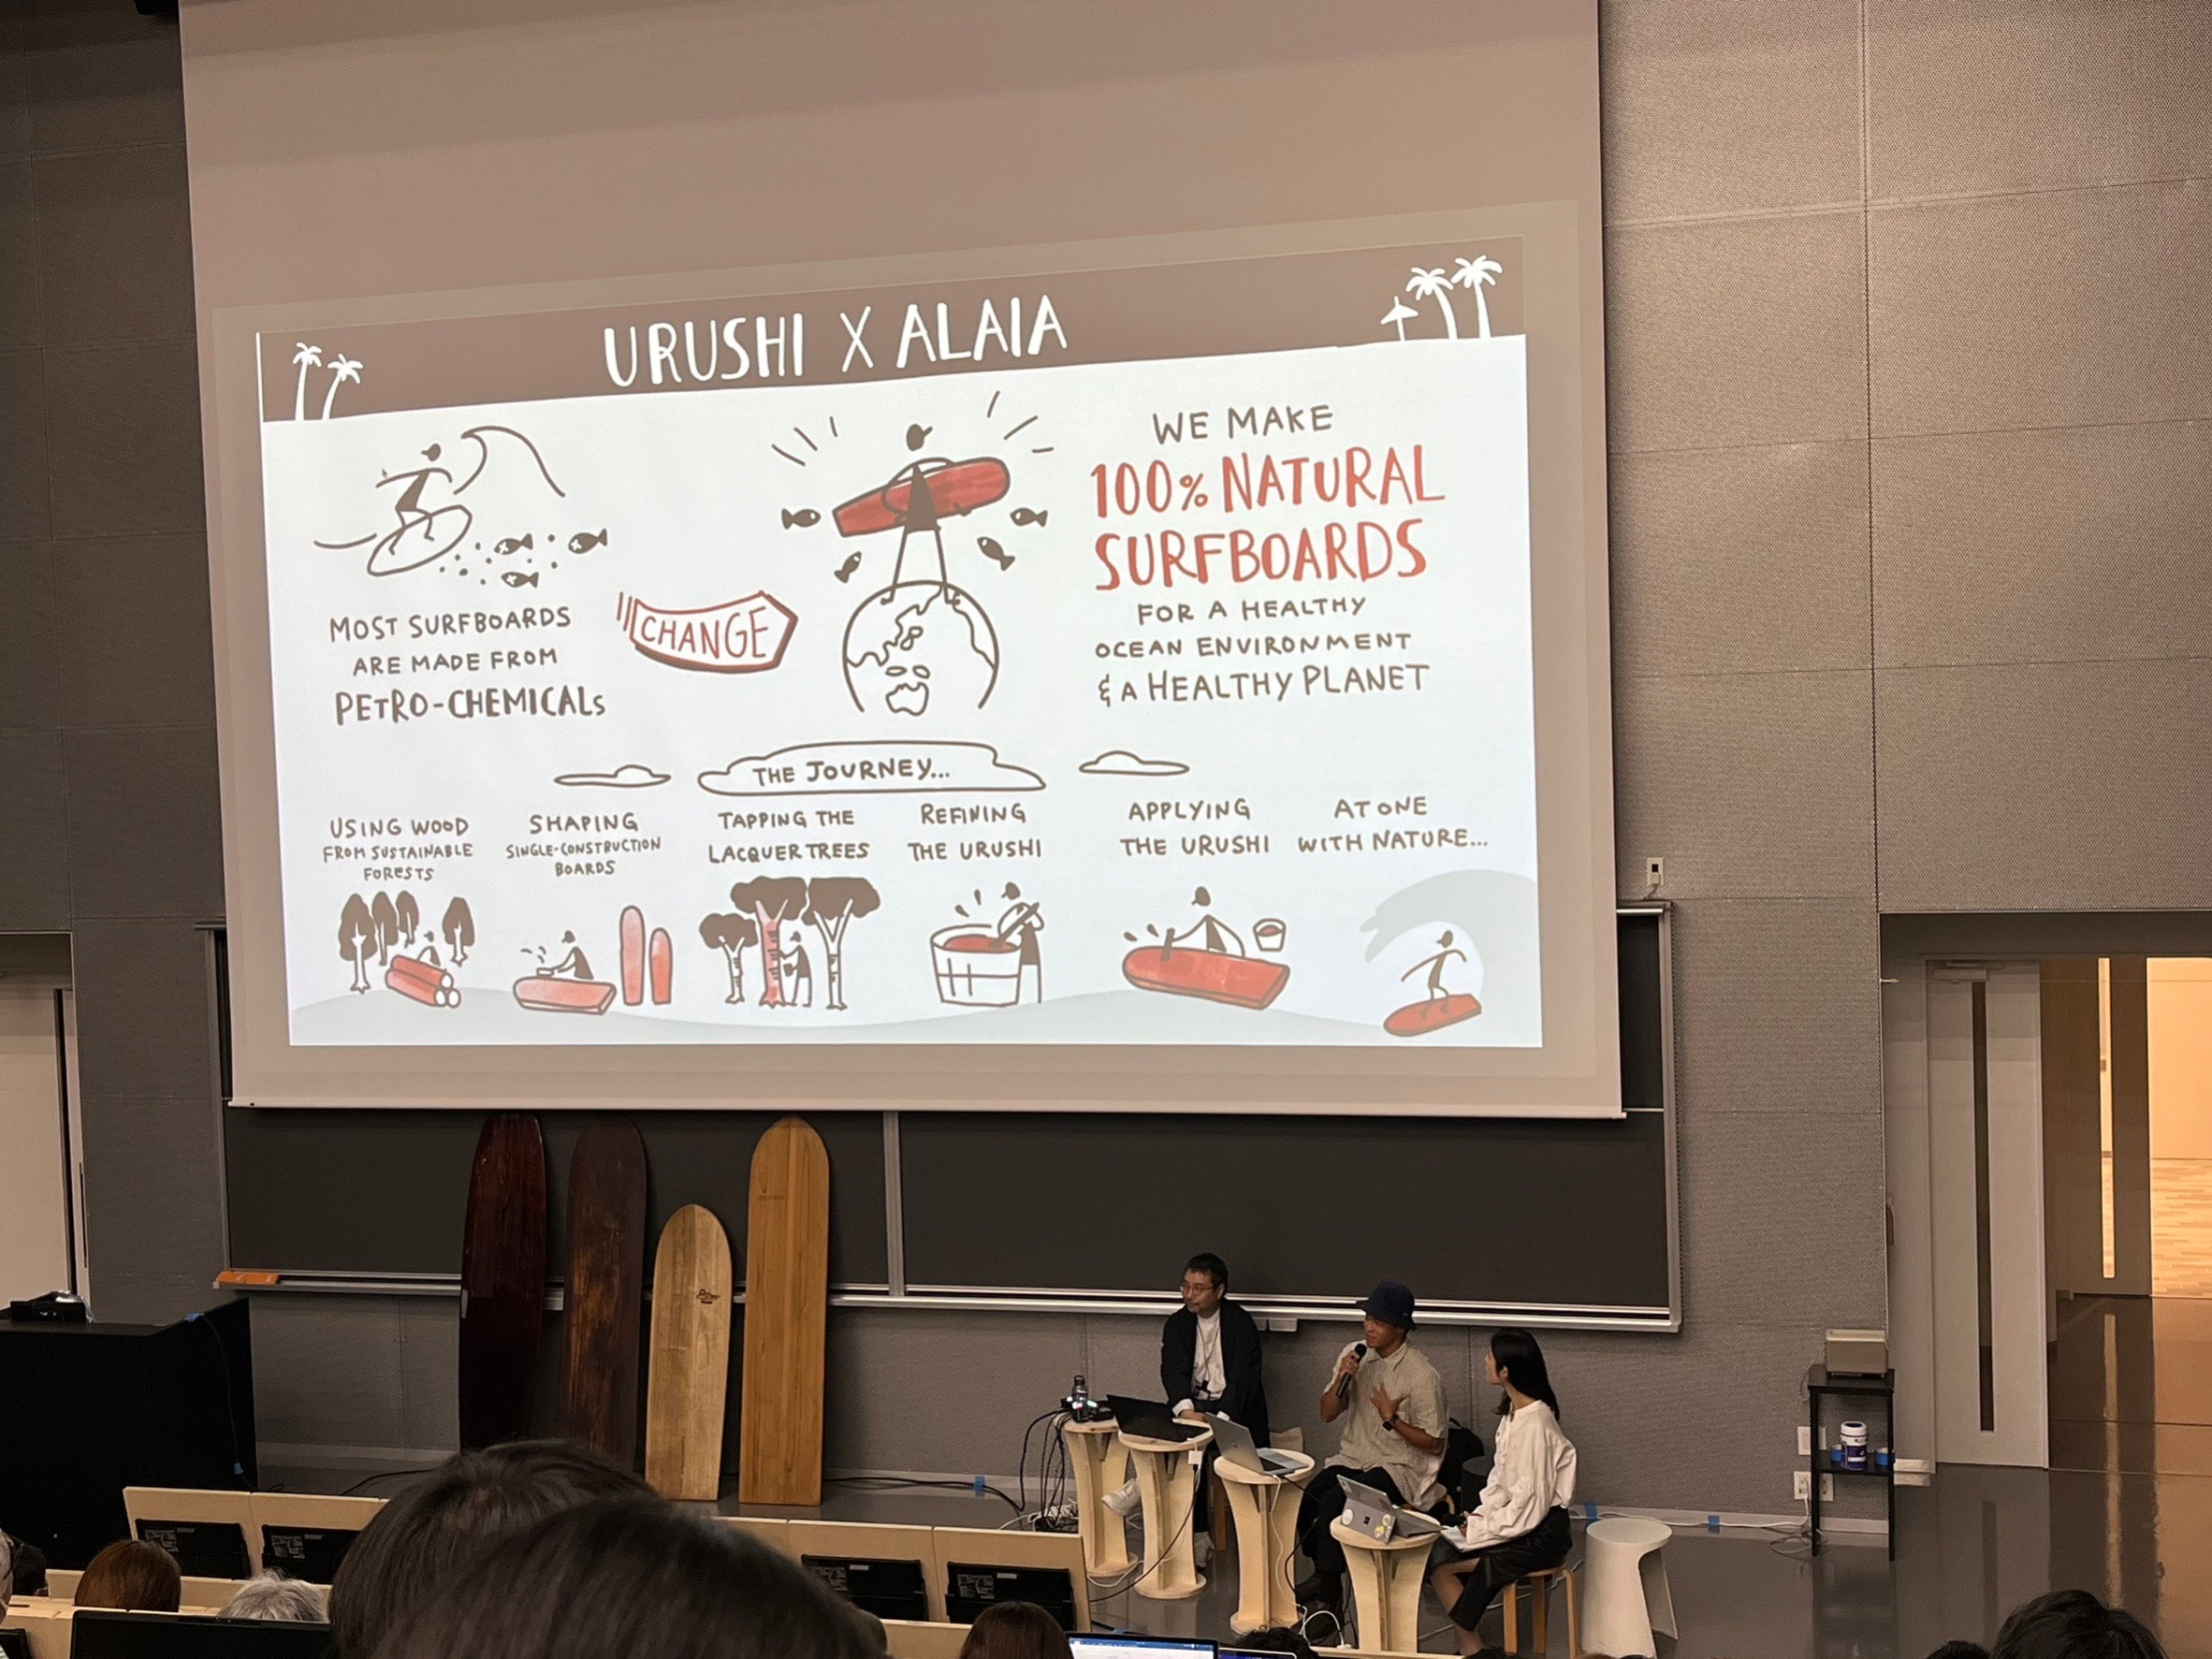 URUSHI X ALAIA
MOST SURFBOARDS
ARE MADE FROM
PETRO-CHEMICALS
CHANGE
WE MAKE
100% NATURAL
SURFBOARDS
FOR A HEALTHY
OCEAN ENVIRONMENT
& A HEALTHY PLANET
THE JOURNEY...
USING WOOD
FROM SUSTAINABLE
FORESTS
SHAPING
SINGLE-CONSTRUCTION
BOARDS
TAPPING THE
LACQUER TREES
REFINING
THE URUSHI
APPLYING
THE URUSHI
AT ONE
WITH NATURE...